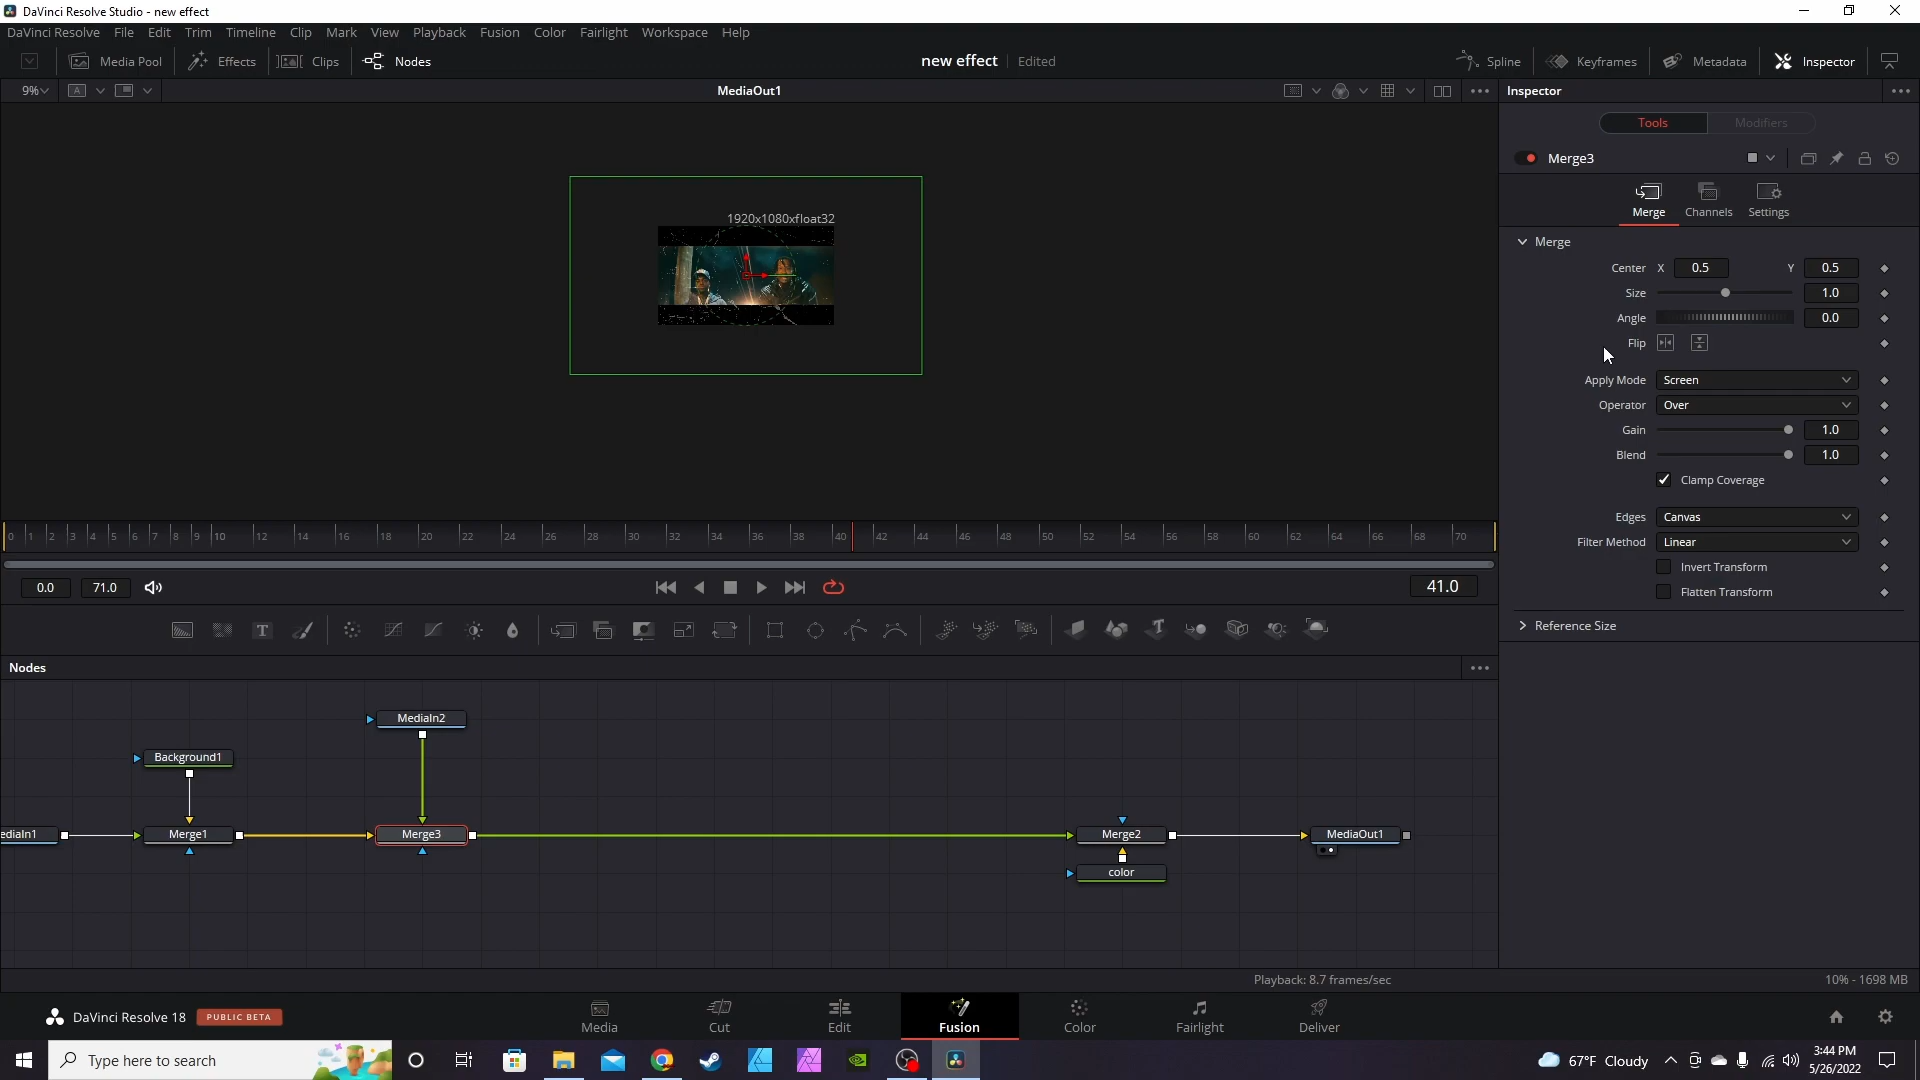 DaVinci Resolve Studio - new effect
DaVinci Resolve File Edit Trim Timeline Clip Mark View Playback Fusion Color Fairlight Workspace Help
Media Pool Effects Clips Nodes new effect Edited Spline Keyframes Metadata Inspector
9% A MediaOut1 Inspector
Tools Modifiers
Merge3
Merge Channels Settings
Merge
Center X 0.5 Y 0.5
Size 1.0
Angle 0.0
Flip
Apply Mode Screen
Operator Over
Gain 1.0
Blend 1.0
Clamp Coverage
Edges Canvas
Filter Method Linear
Invert Transform
Flatten Transform
Reference Size
1920x1080xfloat32
0 1 2 3 4 5 6 7 8 9 10 12 14 16 18 20 22 24 26 28 30 32 34 36 38 40 42 44 46 48 50 52 54 56 58 60 62 64 66 68 70
0.0 71.0 41.0
T T
Nodes
MediaIn2
Background1
ediaIn1 Merge1 Merge3 Merge2 MediaOut1
color
Playback: 8.7 frames/sec 10% - 1698 MB
DaVinci Resolve 18 PUBLIC BETA Media Cut Edit Fusion Color Fairlight Deliver
Type here to search 67°F Cloudy 3:44 PM
5/26/2022